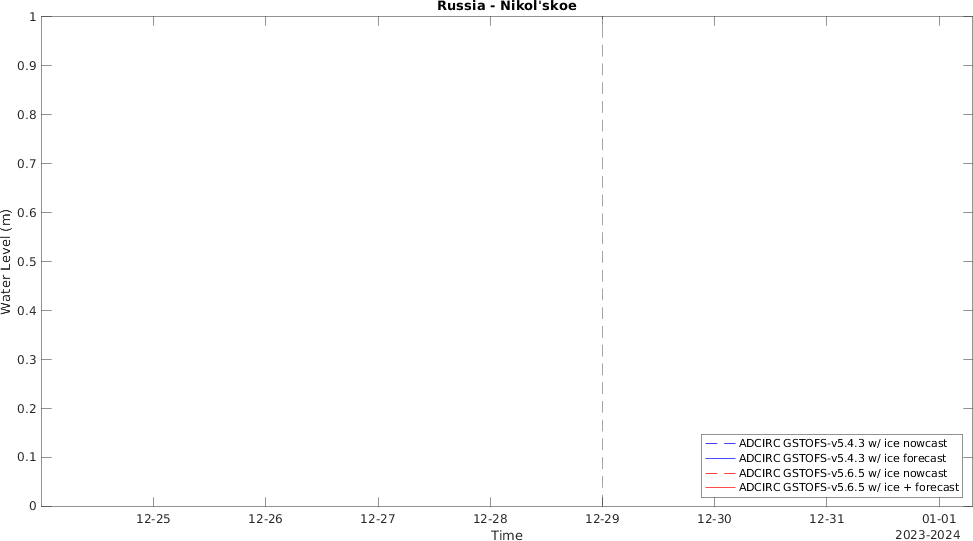 Russia - Nikol'skoe
1
0.9
0.8
0.7
0.6
0.5
0.4
0.3
0.2
0.1
0
Water Level (m)
ADCIRC GSTOFS-v5.4.3 w/ ice nowcast
ADCIRC GSTOFS-v5.4.3 w/ ice forecast
ADCIRC GSTOFS-v5.6.5 w/ ice nowcast
ADCIRC GSTOFS-v5.6.5 w/ ice + forecast
12-25 12-26 12-27 12-28 12-29 12-30 12-31 01-01
Time
2023-2024